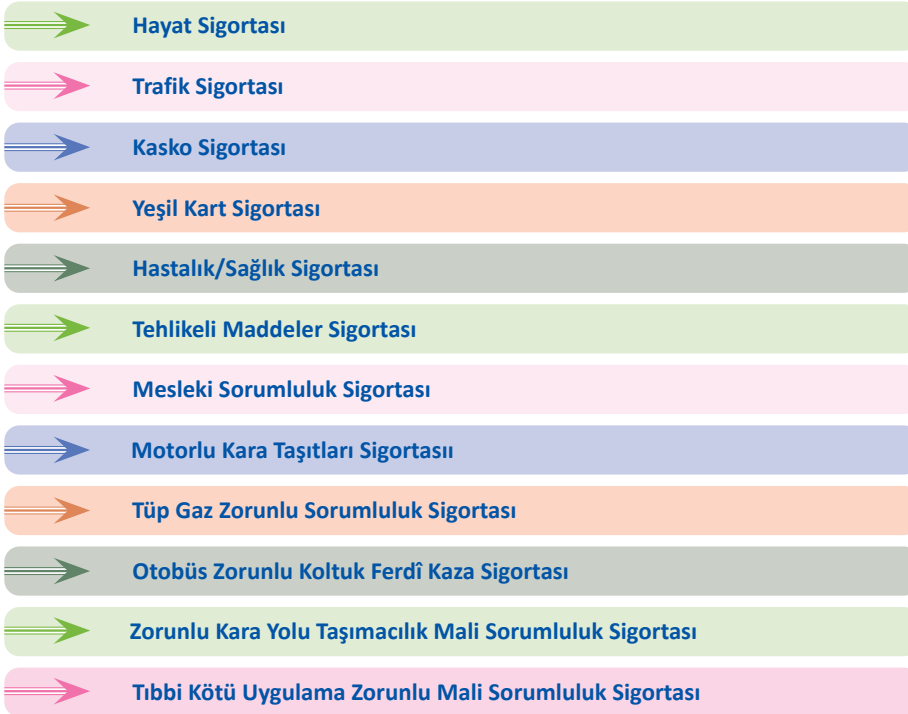 Hayat Sigortası
Trafik Sigortası
Kasko Sigortası
Yeşil Kart Sigortası
Hastalık/Sağlık Sigortası
Tehlikeli Maddeler Sigortası
Mesleki Sorumluluk Sigortası
Motorlu Kara Taşıtları Sigortasıı
Tüp Gaz Zorunlu Sorumluluk Sigortası
Otobüs Zorunlu Koltuk Ferdî Kaza Sigortası
Zorunlu Kara Yolu Taşımacılık Mali Sorumluluk Sigortası
Tıbbi Kötü Uygulama Zorunlu Mali Sorumluluk Sigortası